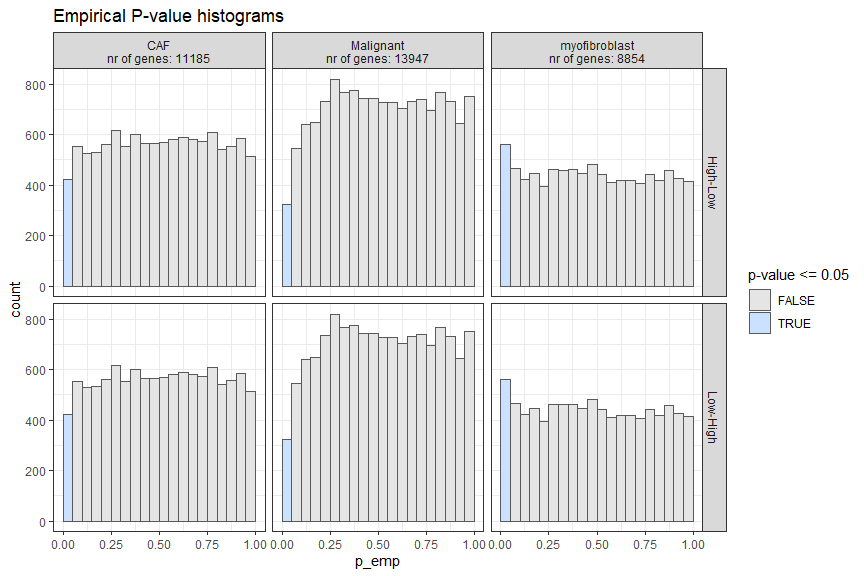 Empirical P-value histograms
CAF
nr of genes: 11185
Malignant
nr of genes: 13947
myofibroblast
nr of genes: 8854
800
600
400
200
0
High-Low
800
600
400
200
0
Low-High
count
0.00 0.25 0.50 0.75 1.00
0.00 0.25 0.50 0.75 1.00
0.00 0.25 0.50 0.75 1.00
p_emp
p-value <= 0.05
FALSE
TRUE